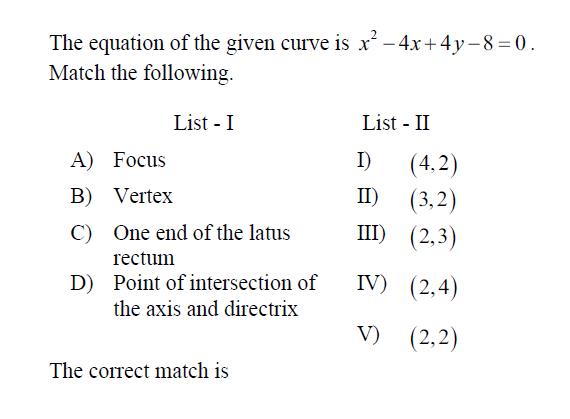 The equation of the given curve is x² – 4x + 4y – 8 = 0.
Match the following.
List - I List - II
A) Focus I) (4,2)
B) Vertex II) (3,2)
C) One end of the latus III) (2,3)
rectum
D) Point of intersection of IV) (2,4)
the axis and directrix
V) (2,2)
The correct match is